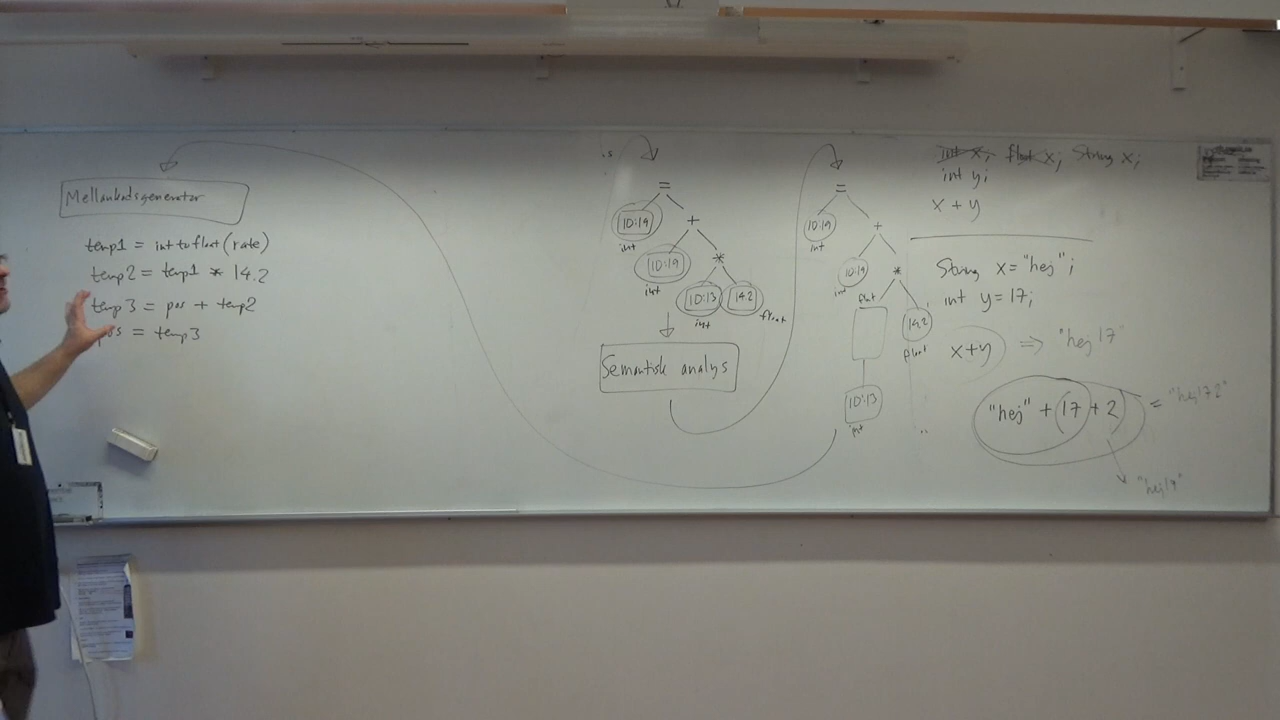 Mellankodsgenerator
temp1 = inttofloat(rate)
temp2 = temp1 * 14.2
temp3 = pos + temp2
pos = temp3
=
10:19
int
+
10:19
int
*
10:13
int
14.2
float
Semantisk analys
=
10:19
int
+
10:19
int
*
float
14.2
float
10:13
int
int x; float x; String x;
int y;
x + y
String x = "hej";
int y = 17;
x+y => "hej17"
"hej" + (17 + 2) = "hej172"
"hej19"